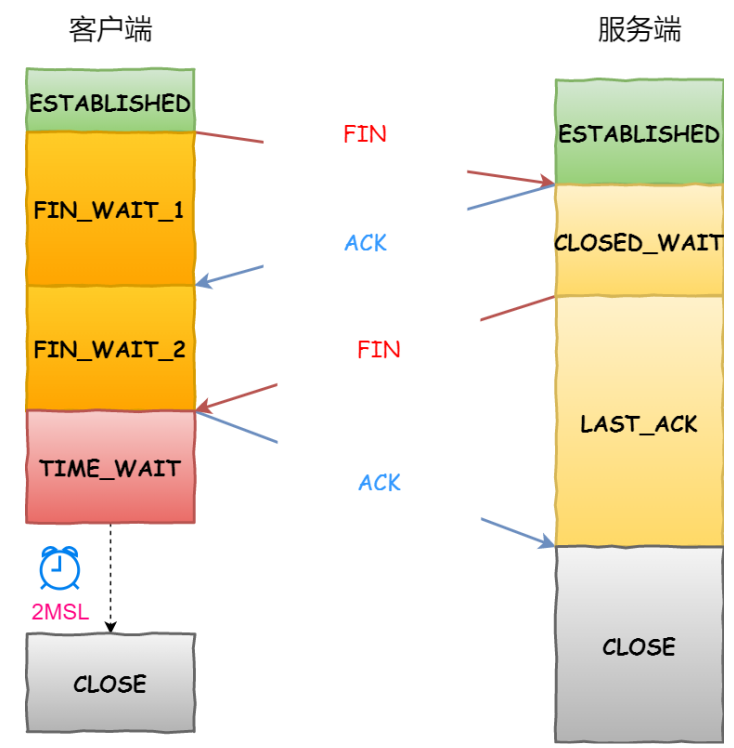 客户端
服务端
ESTABLISHED
FIN
ESTABLISHED
FIN_WAIT_1
ACK
CLOSED_WAIT
FIN_WAIT_2
FIN
LAST_ACK
TIME_WAIT
ACK
2MSL
CLOSE
CLOSE